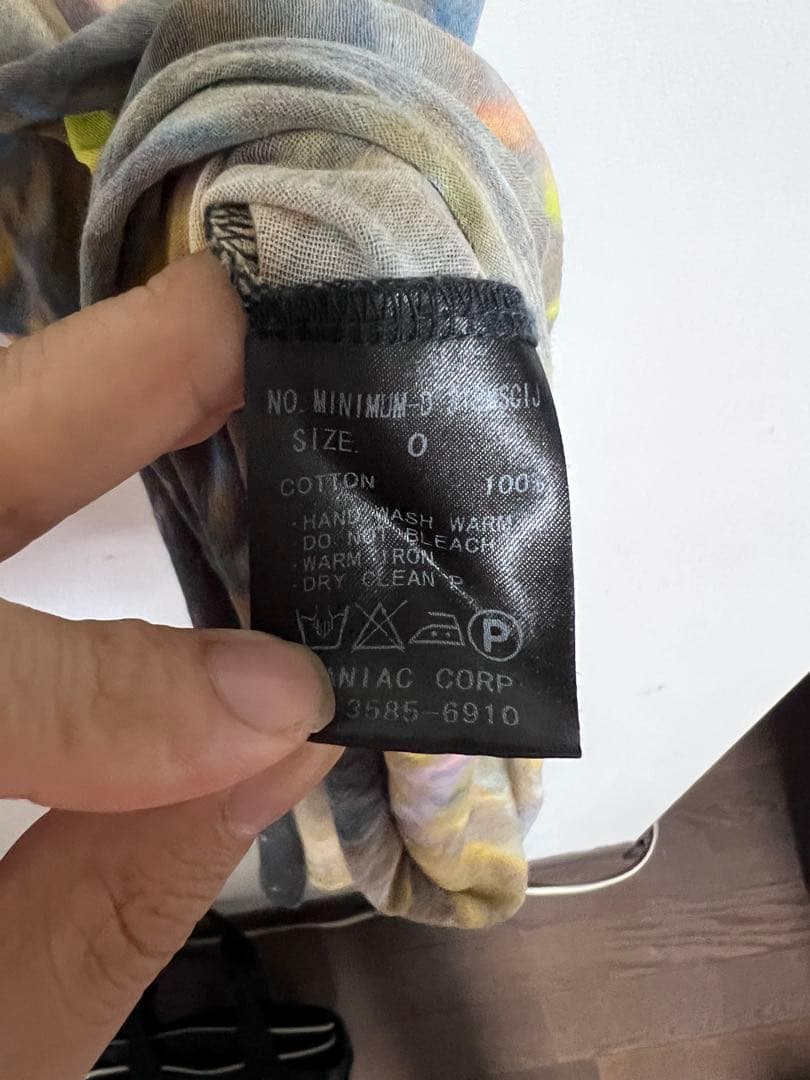 NO. MINIMUM-D
SIZE. 0
COTTON 100%
·HAND WASH WARM
DO NOT BLEACH
·WARM IRON
·DRY CLEAN P
P
CORP
3585-6910